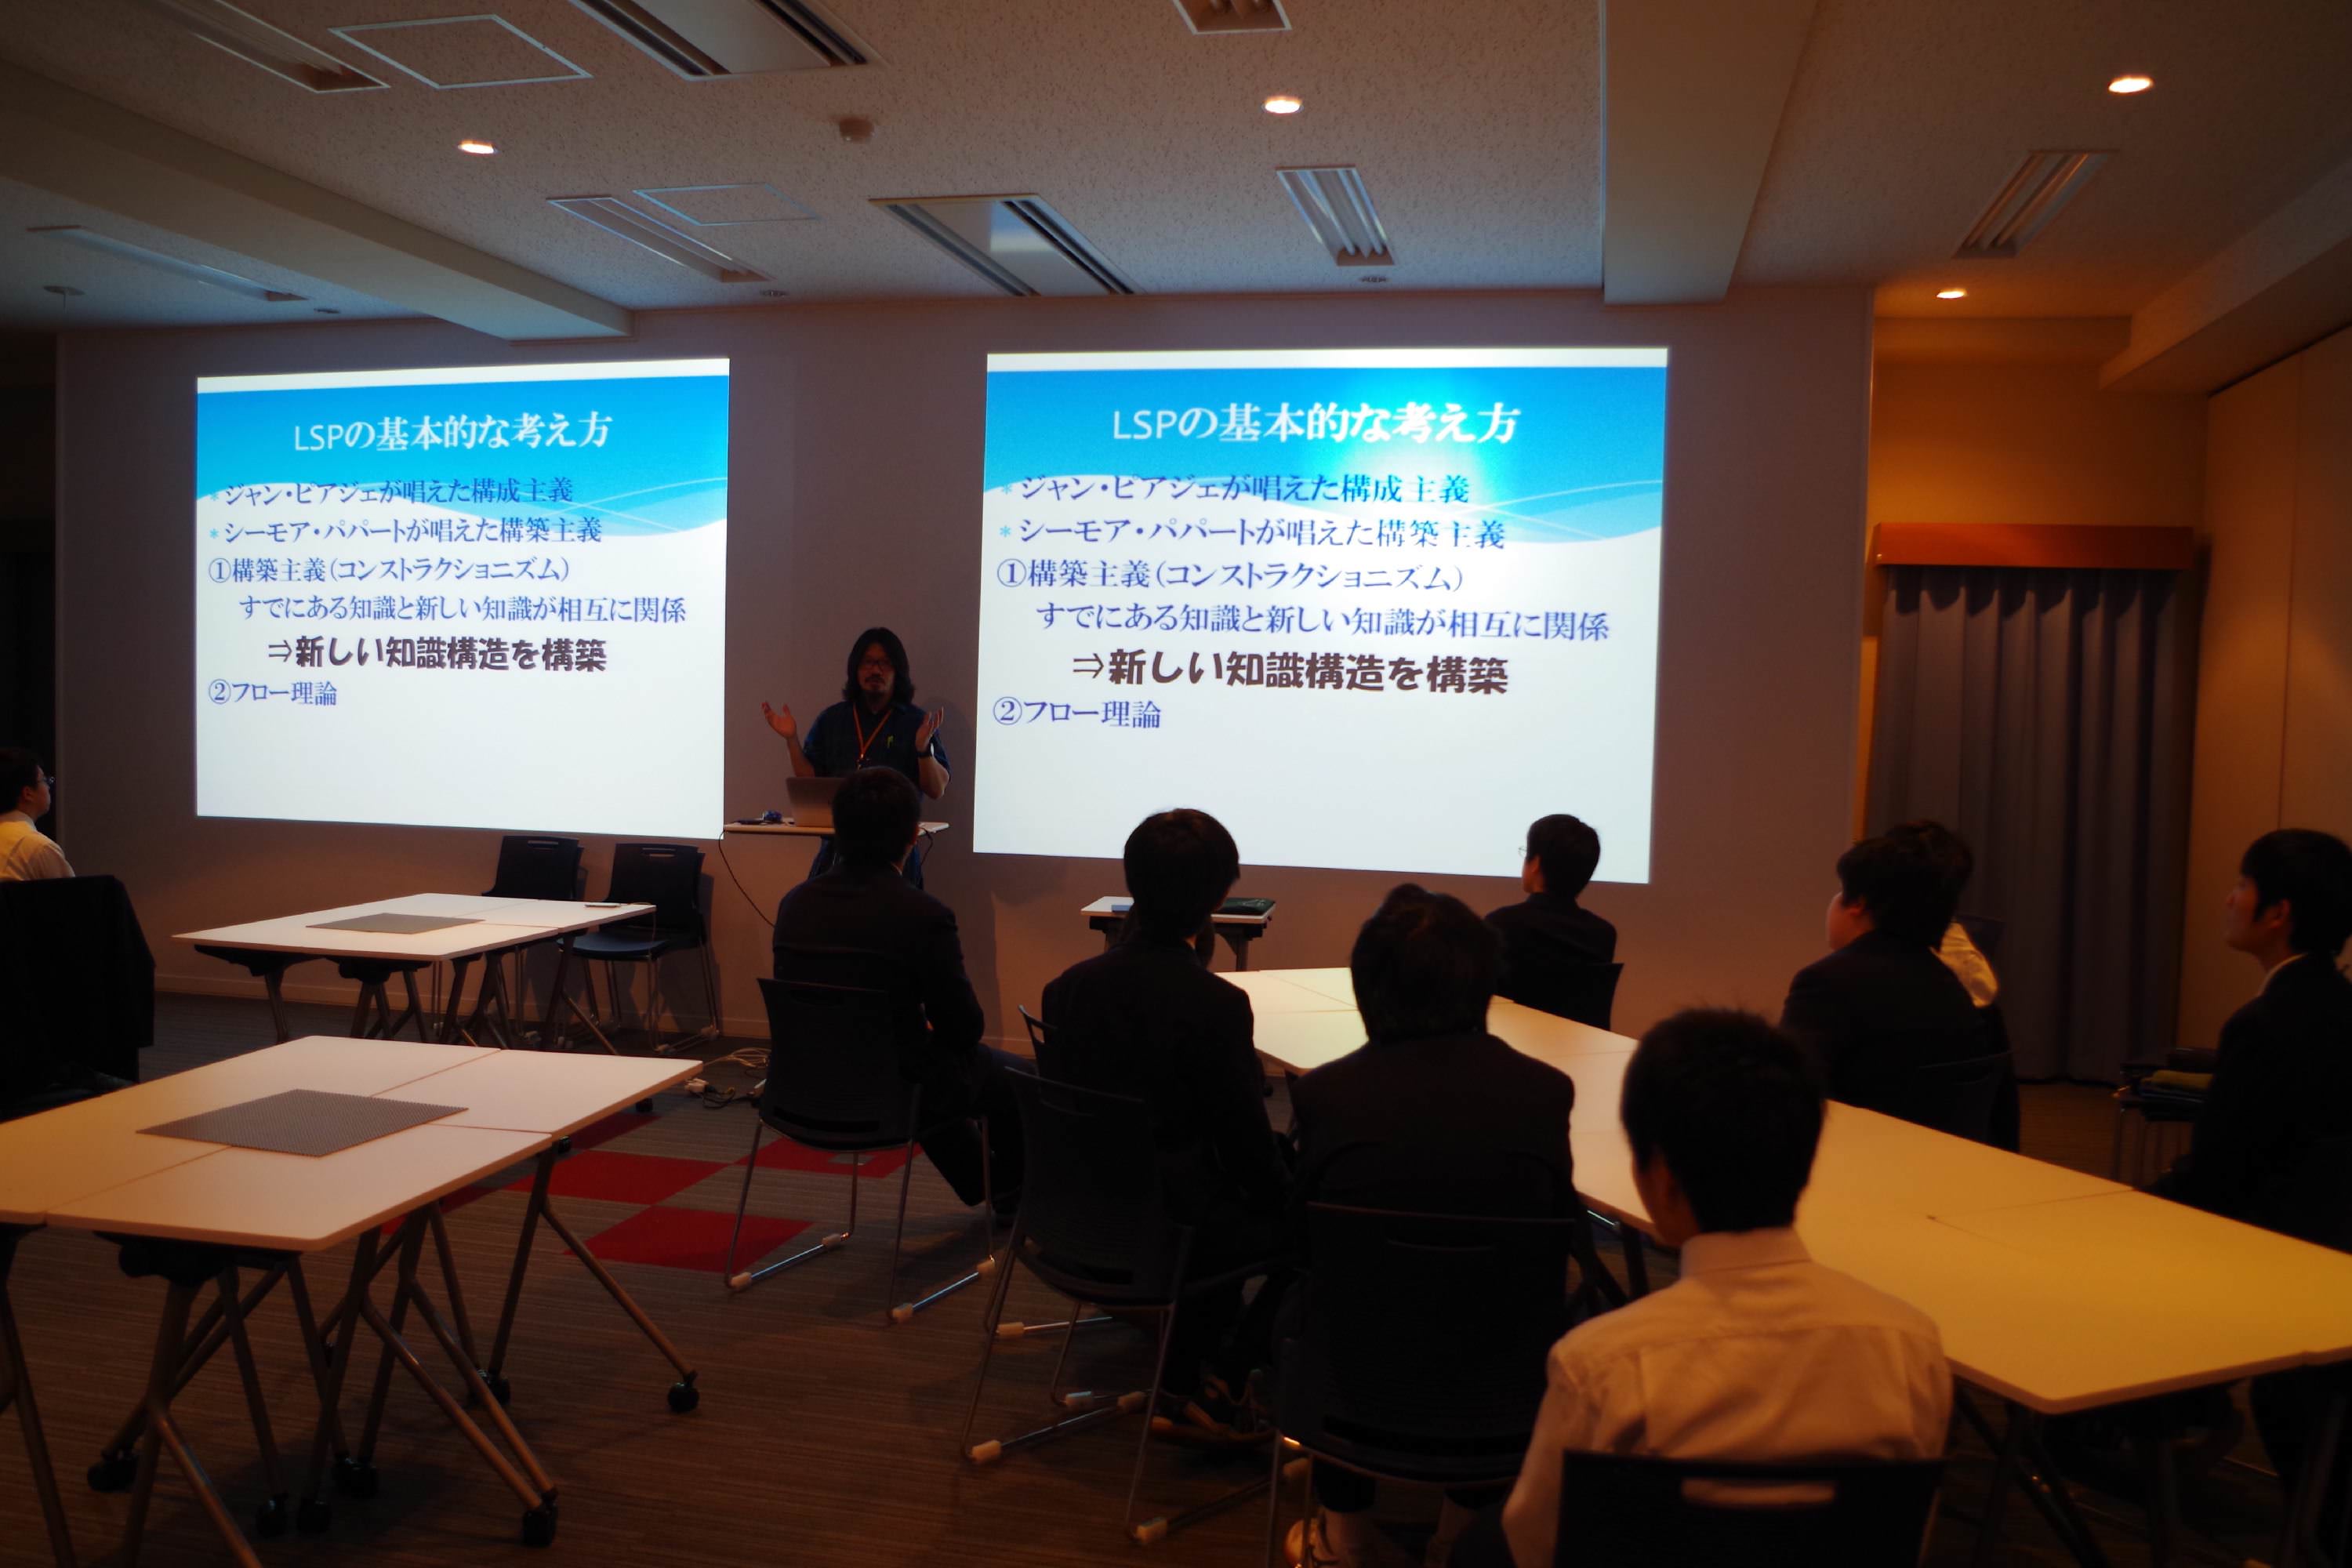 LSPの基本的な考え方
*ジャン・ピアジェが唱えた構成主義
*シーモア・パパートが唱えた構築主義
①構築主義(コンストラクショニズム)
すでにある知識と新しい知識が相互に関係
⇒新しい知識構造を構築
②フロー理論
LSPの基本的な考え方
*ジャン・ピアジェが唱えた構成主義
*シーモア・パパートが唱えた構築主義
①構築主義(コンストラクショニズム)
すでにある知識と新しい知識が相互に関係
⇒新しい知識構造を構築
②フロー理論